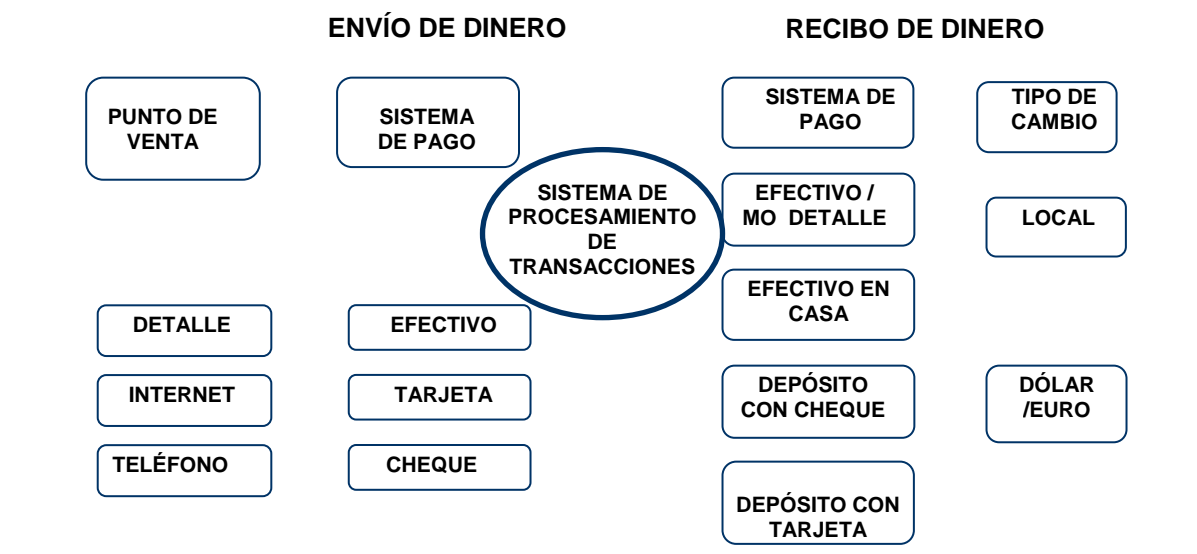 ENVÍO DE DINERO
RECIBO DE DINERO
PUNTO DE
VENTA
SISTEMA
DE PAGO
SISTEMA DE
PAGO
TIPO DE
CAMBIO
SISTEMA DE
PROCESAMIENTO
DE
TRANSACCIONES
EFECTIVO /
MO DETALLE
LOCAL
EFECTIVO EN
CASA
DETALLE
EFECTIVO
INTERNET
TARJETA
DEPÓSITO
CON CHEQUE
DÓLAR
/EURO
TELÉFONO
CHEQUE
DEPÓSITO CON
TARJETA